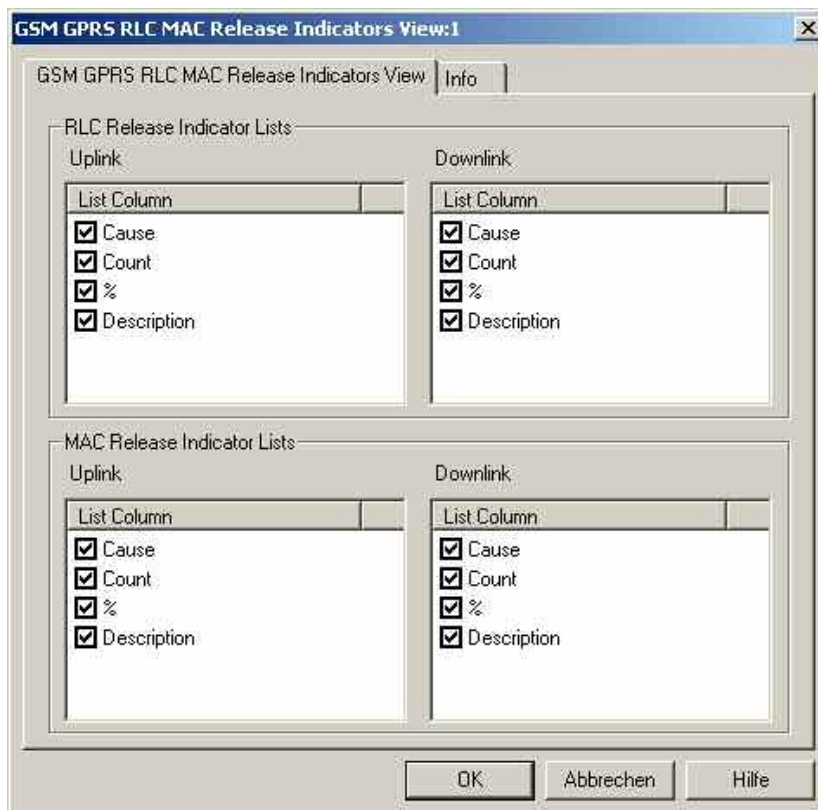 GSM GPRS RLC MAC Release Indicators View:1
GSM GPRS RLC MAC Release Indicators View
Info
RLC Release Indicator Lists
Uplink
List Column
Cause
Count
%
Description
Downlink
List Column
Cause
Count
%
Description
MAC Release Indicator Lists
Uplink
List Column
Cause
Count
%
Description
Downlink
List Column
Cause
Count
%
Description
OK
Abbrechen
Hilfe